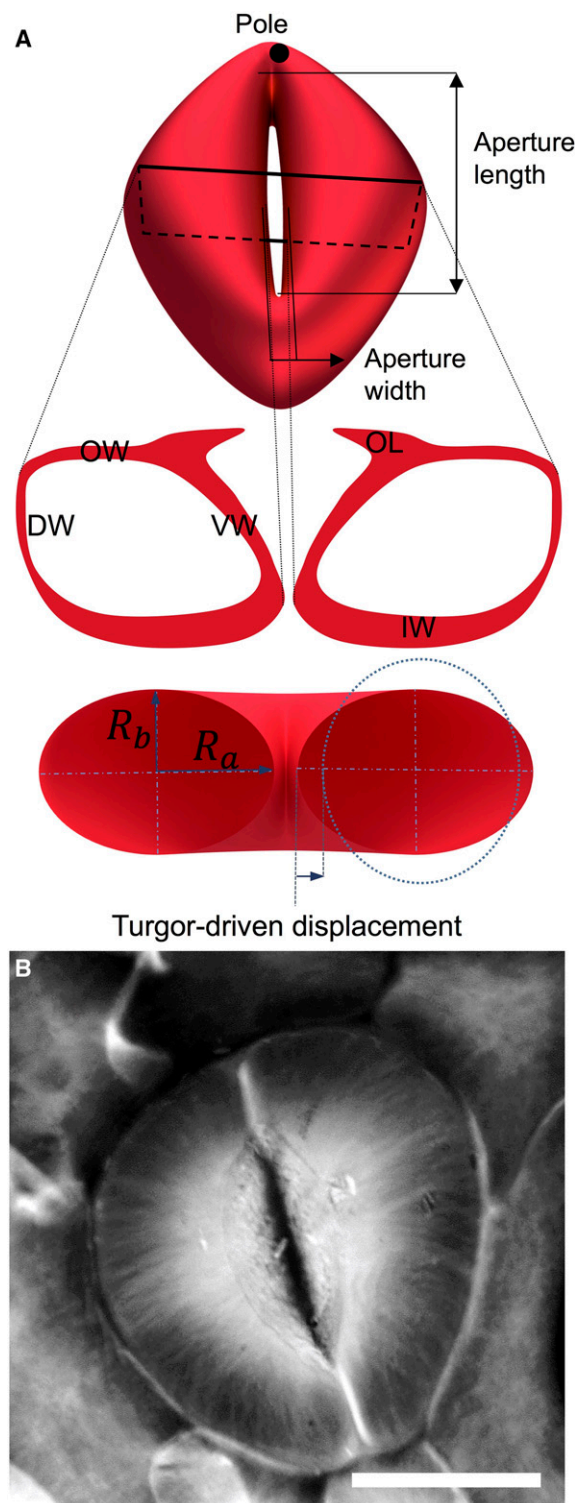 A
Pole
Aperture
length
Aperture
width
OW
OL
DW
VW
IW
R_b
R_a
Turgor-driven displacement
B